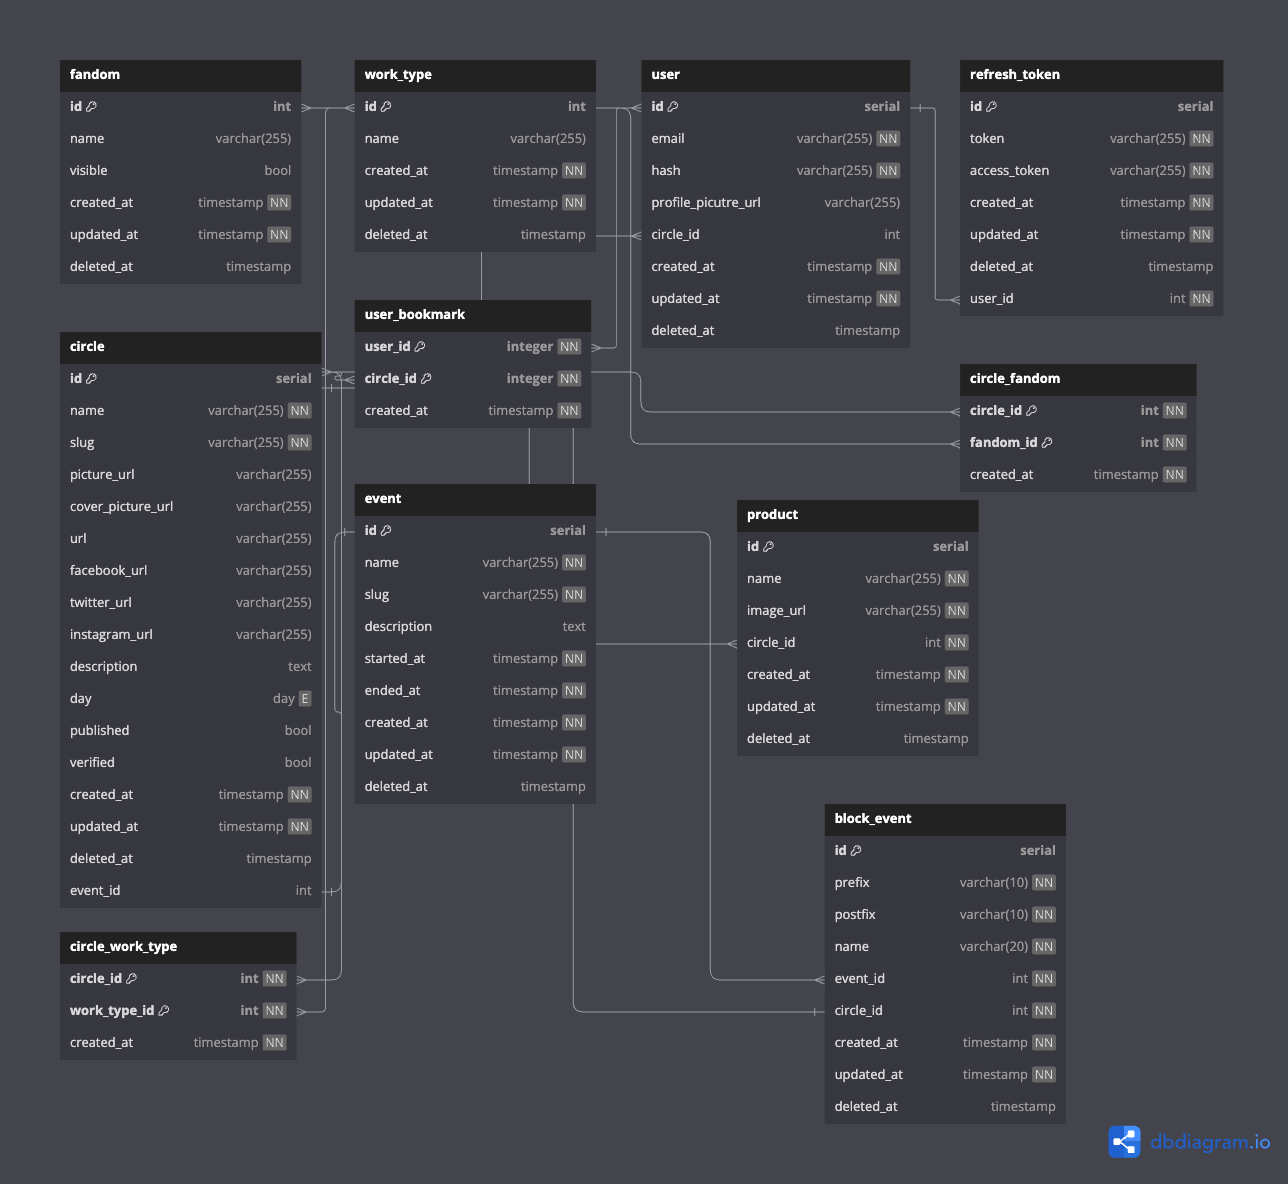 fandom
id int
name varchar(255)
visible bool
created_at timestamp NN
updated_at timestamp NN
deleted_at timestamp
work_type
id int
name varchar(255)
created_at timestamp NN
updated_at timestamp NN
deleted_at timestamp
user
id serial
email varchar(255) NN
hash varchar(255) NN
profile_picutre_url varchar(255)
circle_id int
created_at timestamp NN
updated_at timestamp NN
deleted_at timestamp
refresh_token
id serial
token varchar(255) NN
access_token varchar(255) NN
created_at timestamp NN
updated_at timestamp NN
deleted_at timestamp
user_id int NN
user_bookmark
user_id integer NN
circle_id integer NN
created_at timestamp NN
circle
id serial
name varchar(255) NN
slug varchar(255) NN
picture_url varchar(255)
cover_picture_url varchar(255)
url varchar(255)
facebook_url varchar(255)
twitter_url varchar(255)
instagram_url varchar(255)
description text
day day E
published bool
verified bool
created_at timestamp NN
updated_at timestamp NN
deleted_at timestamp
event_id int
circle_fandom
circle_id int NN
fandom_id int NN
created_at timestamp NN
event
id serial
name varchar(255) NN
slug varchar(255) NN
description text
started_at timestamp NN
ended_at timestamp NN
created_at timestamp NN
updated_at timestamp NN
deleted_at timestamp
product
id serial
name varchar(255) NN
image_url varchar(255) NN
circle_id int NN
created_at timestamp NN
updated_at timestamp NN
deleted_at timestamp
block_event
id serial
prefix varchar(10) NN
postfix varchar(10) NN
name varchar(20) NN
event_id int NN
circle_id int NN
created_at timestamp NN
updated_at timestamp NN
deleted_at timestamp
circle_work_type
circle_id int NN
work_type_id int NN
created_at timestamp NN
dbdiagram.io